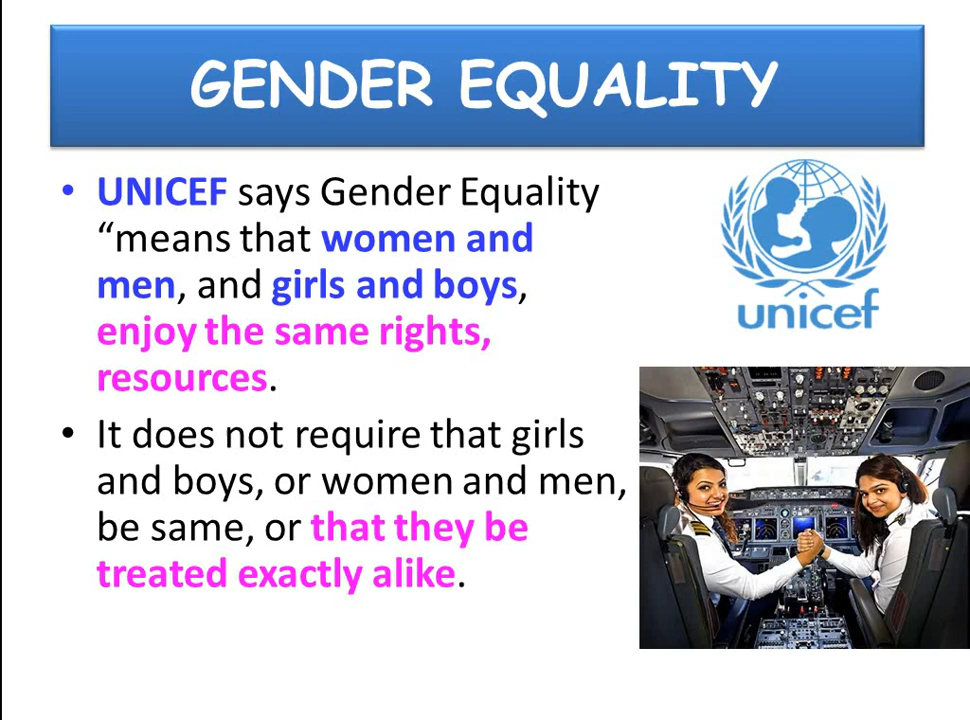 GENDER EQUALITY
• UNICEF says Gender Equality
“means that women and
men, and girls and boys,
enjoy the same rights,
resources.
• It does not require that girls
and boys, or women and men,
be same, or that they be
treated exactly alike.
unicef